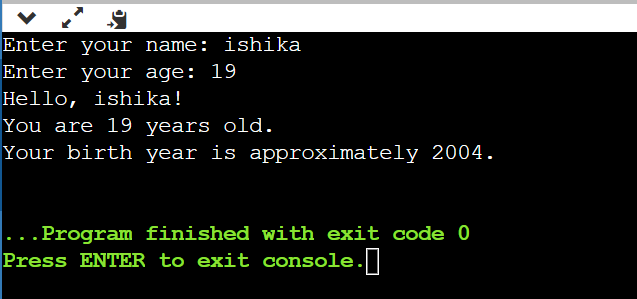 Enter your name: ishika
Enter your age: 19
Hello, ishika!
You are 19 years old.
Your birth year is approximately 2004.
...Program finished with exit code 0
Press ENTER to exit console.